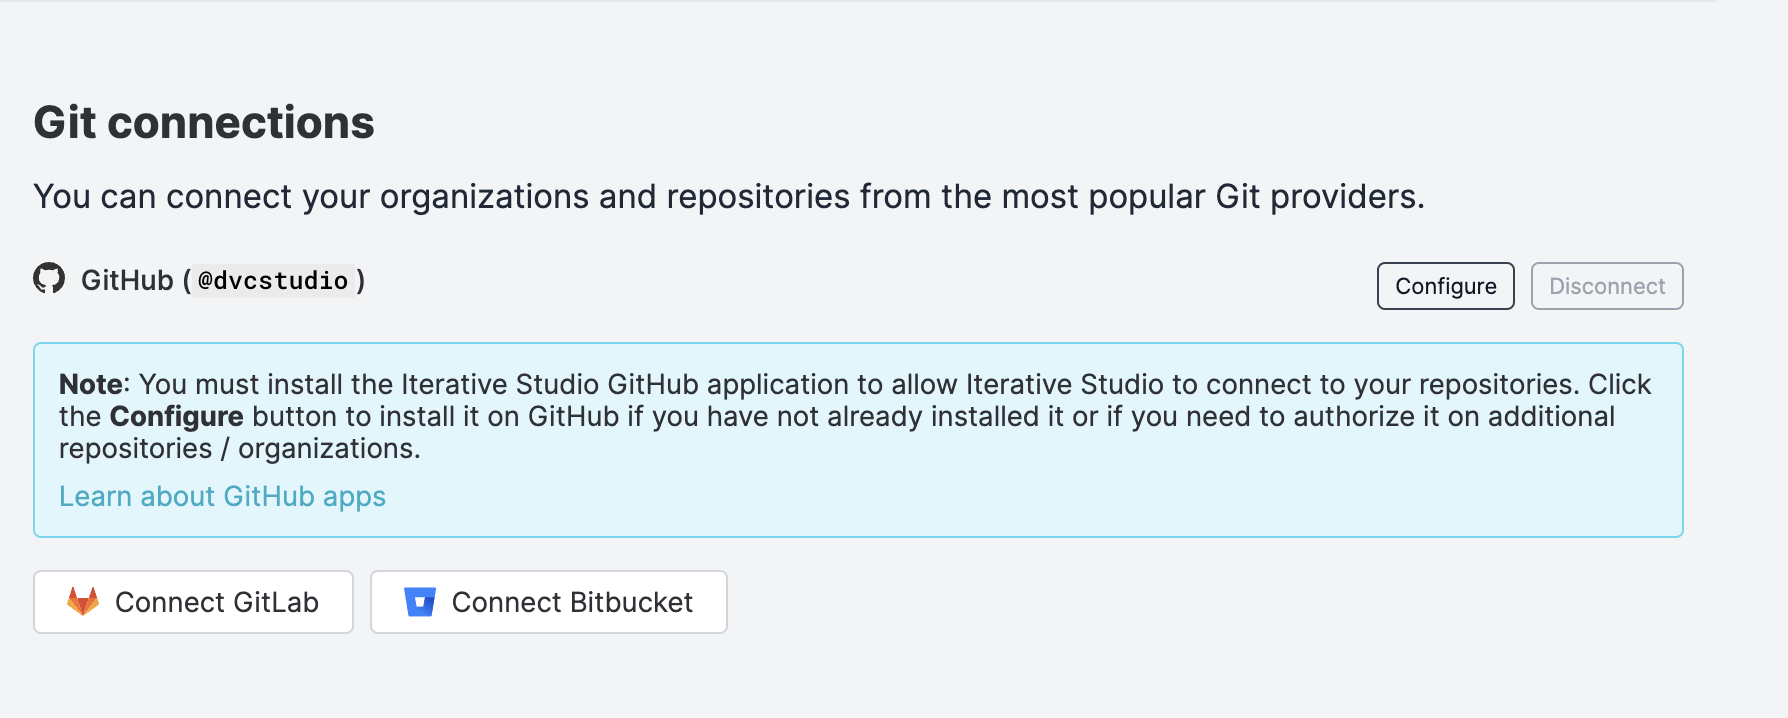 Git connections
You can connect your organizations and repositories from the most popular Git providers.
GitHub (@dvcstudio)
Configure
Disconnect
Note: You must install the Iterative Studio GitHub application to allow Iterative Studio to connect to your repositories. Click
the Configure button to install it on GitHub if you have not already installed it or if you need to authorize it on additional
repositories / organizations.
Learn about GitHub apps
Connect GitLab
Connect Bitbucket